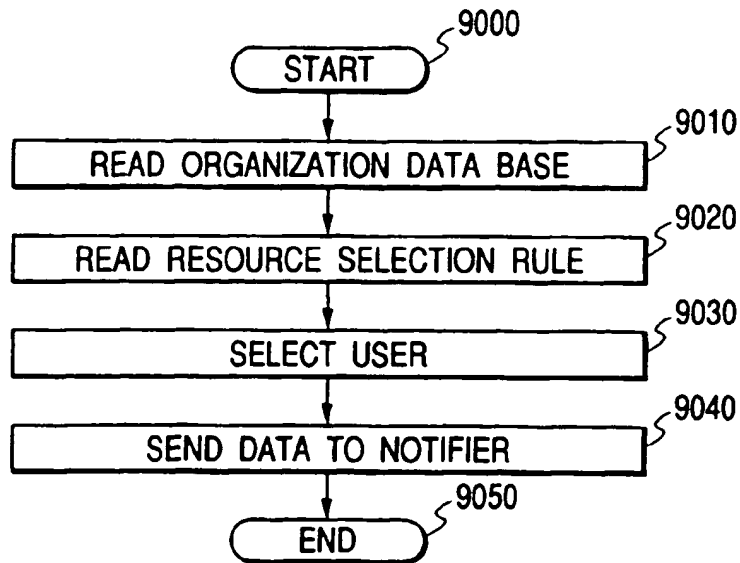 9000
START
9010
READ ORGANIZATION DATA BASE
9020
READ RESOURCE SELECTION RULE
9030
SELECT USER
9040
SEND DATA TO NOTIFIER
9050
END